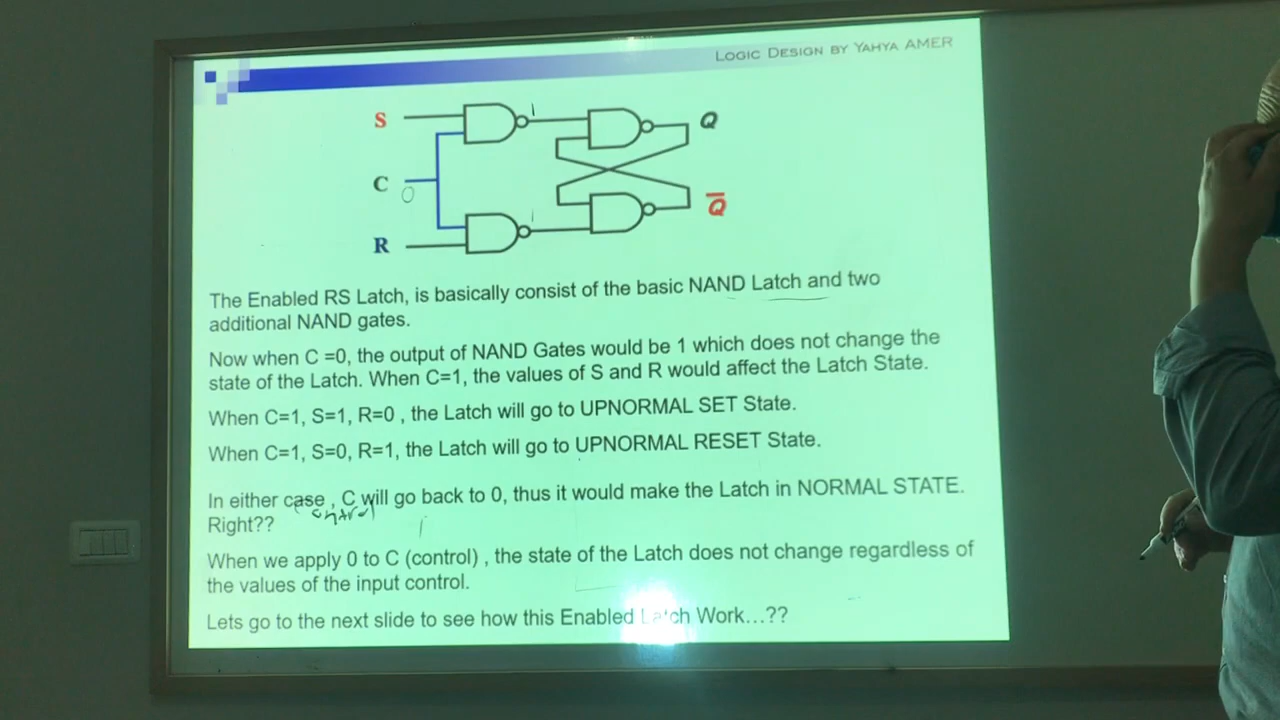 LOGIC DESIGN BY YAHYA AMER
S
1
Q
C
0
R
1
Q̅
The Enabled RS Latch, is basically consist of the basic NAND Latch and two
additional NAND gates.
Now when C =0, the output of NAND Gates would be 1 which does not change the
state of the Latch. When C=1, the values of S and R would affect the Latch State.
When C=1, S=1, R=0 , the Latch will go to UPNORMAL SET State.
When C=1, S=0, R=1, the Latch will go to UPNORMAL RESET State.
In either case , C will go back to 0, thus it would make the Latch in NORMAL STATE.
control
Right??
When we apply 0 to C (control) , the state of the Latch does not change regardless of
the values of the input control.
Lets go to the next slide to see how this Enabled Latch Work...??